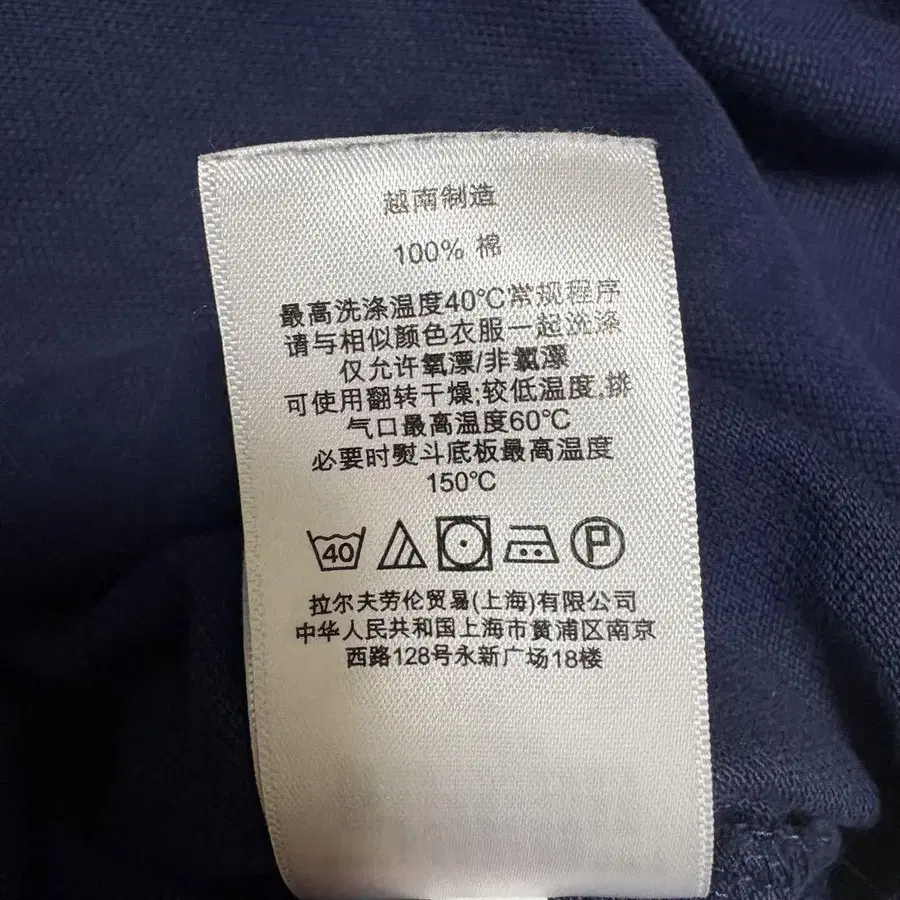 越南制造
100% 棉
最高洗涤温度40℃常规程序
请与相似颜色衣服一起洗涤
仅允许氧漂/非氯漂
可使用翻转干燥;较低温度,排
气口最高温度60℃
必要时熨斗底板最高温度
150℃
40 P
拉尔夫劳伦贸易(上海)有限公司
中华人民共和国上海市黄浦区南京
西路128号永新广场18楼